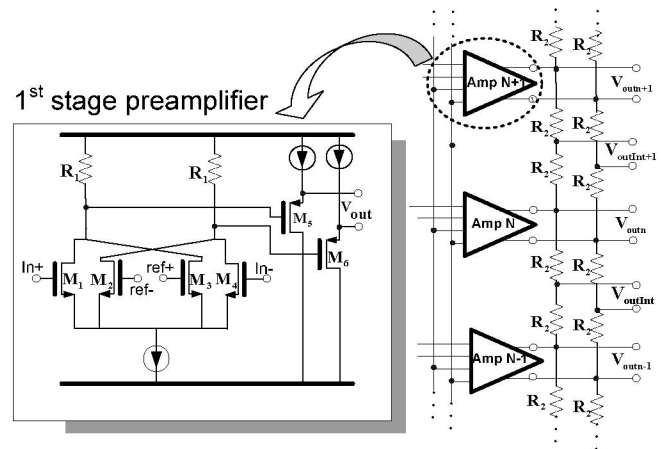 1st stage preamplifier
R1
R1
M5
Vout
M6
In+
M1
M2
ref-
ref+
M3
M4
In-
R2
R2
Amp N+1
Voutn+1
R2
R2
VoutInt+1
R2
R2
Amp N
Voutn
R2
R2
VoutInt
R2
R2
Amp N-1
Voutn-1
R2
R2